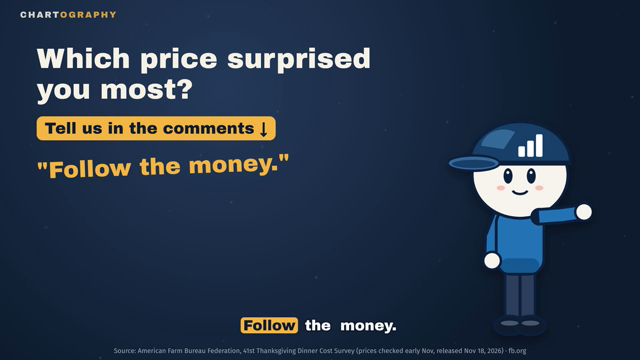 CHARTOGRAPHY
Which price surprised
you most?
Tell us in the comments ↓
"Follow the money."
Follow the money.
Source: American Farm Bureau Federation, 41st Thanksgiving Dinner Cost Survey (prices checked early Nov, released Nov 18, 2026) · fb.org